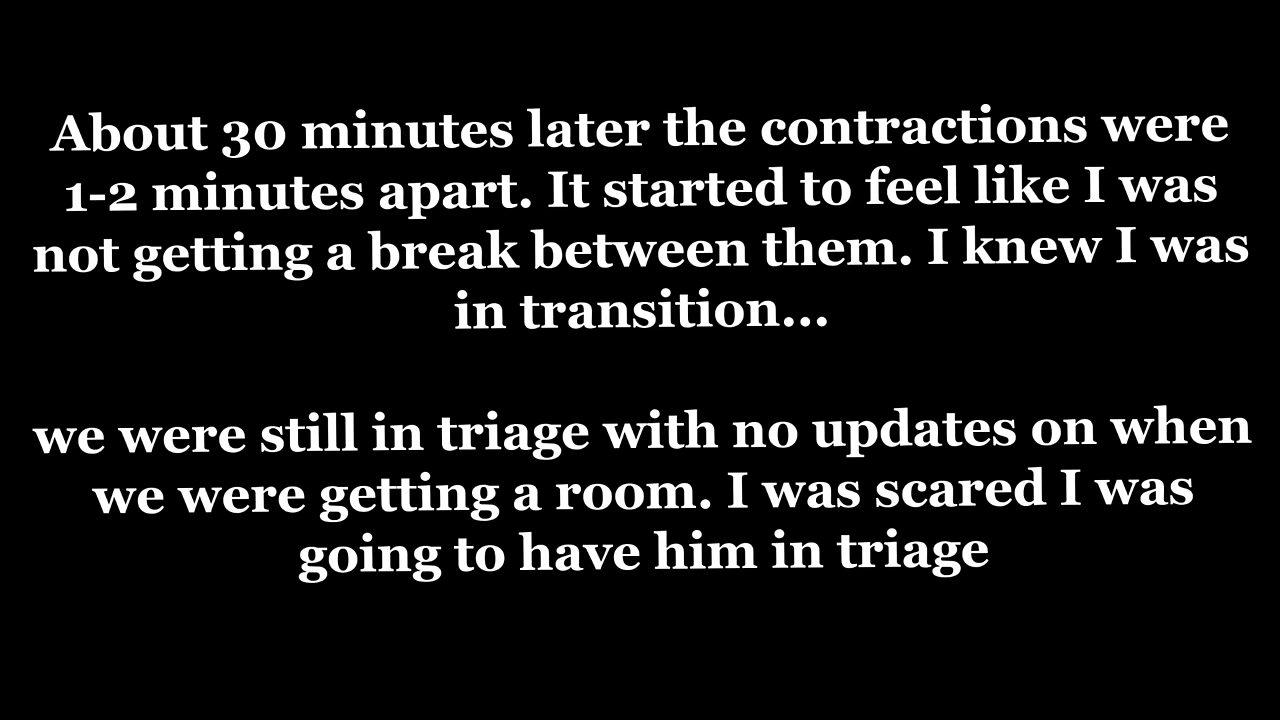 About 30 minutes later the contractions were
1-2 minutes apart. It started to feel like I was
not getting a break between them. I knew I was
in transition...
we were still in triage with no updates on when
we were getting a room. I was scared I was
going to have him in triage